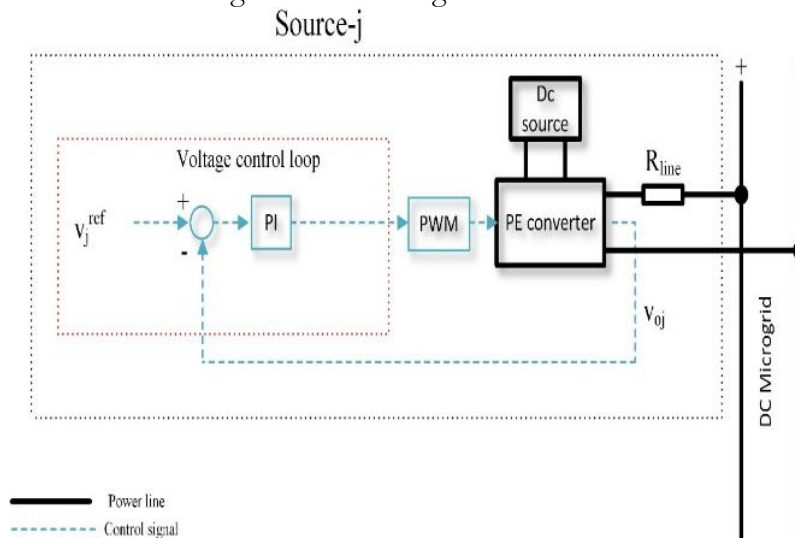 Source-j
+
Dc
source
Voltage control loop
R_line
+
v_j^ref
PI
PWM
PE converter
-
v_oj
DC Microgrid
Power line
Control signal